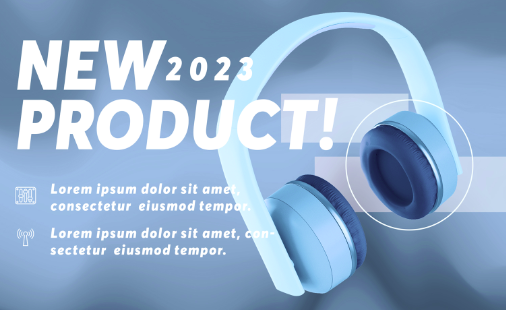 NEW 2023
PRODUCT!
Lorem ipsum dolor sit amet,
consectetur eiusmod tempor.
Lorem ipsum dolor sit amet, con-
sectetur eiusmod tempor.